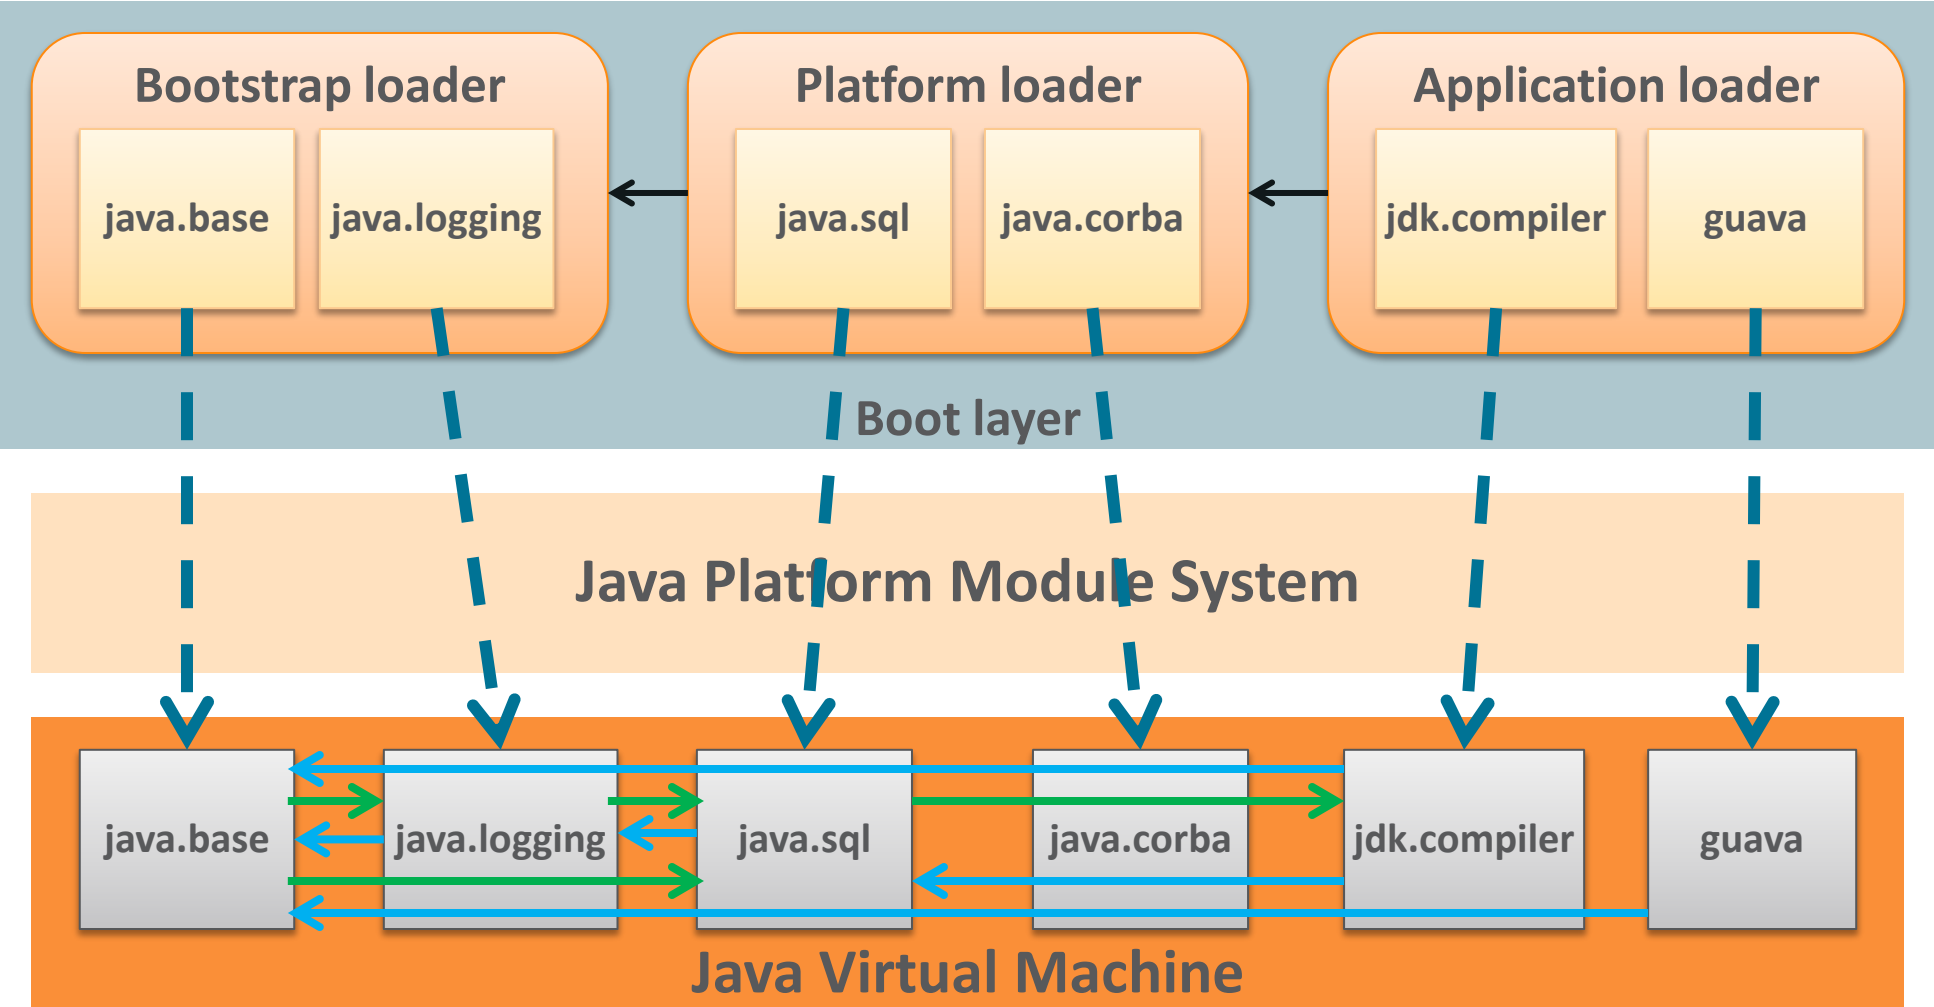 Bootstrap loader
Platform loader
Application loader
java.base
java.logging
java.sql
java.corba
jdk.compiler
guava
Boot layer
Java Platform Module System
java.base
java.logging
java.sql
java.corba
jdk.compiler
guava
Java Virtual Machine